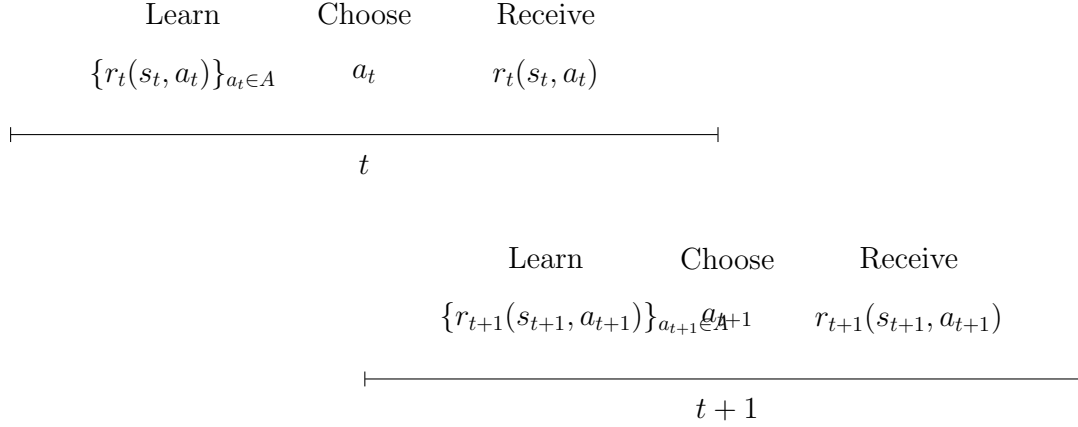 Learn Choose Receive
{r_t(s_t, a_t)}_{a_t∈A} a_t r_t(s_t, a_t)
t
Learn Choose Receive
{r_{t+1}(s_{t+1}, a_{t+1})}_{a_{t+1}∈A} a_{t+1} r_{t+1}(s_{t+1}, a_{t+1})
t + 1